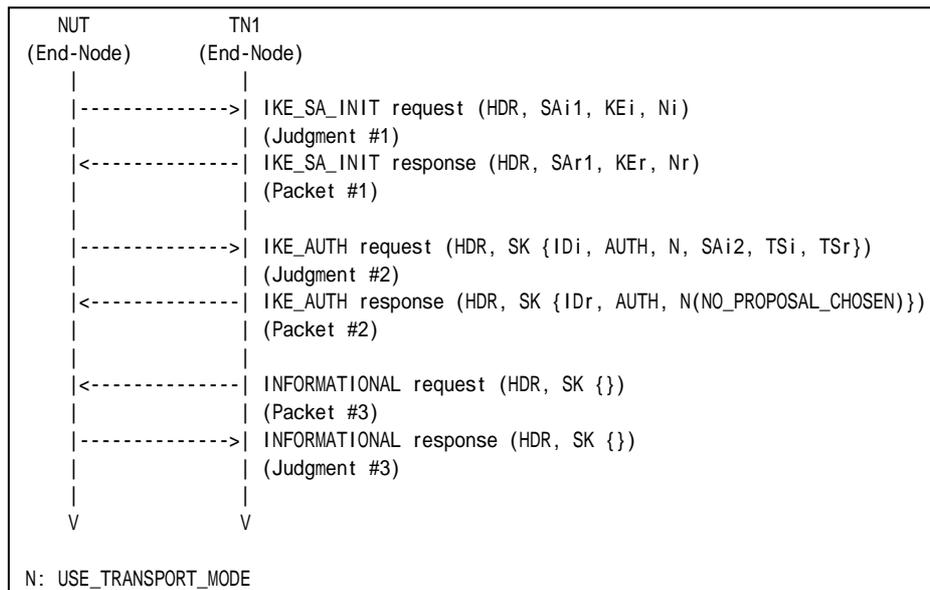 NUT TN1
(End-Node) (End-Node)
| |
|-------------->| IKE_SA_INIT request (HDR, SAi1, KEi, Ni)
| | (Judgment #1)
|<--------------| IKE_SA_INIT response (HDR, SAr1, KEr, Nr)
| | (Packet #1)
| |
|-------------->| IKE_AUTH request (HDR, SK {IDi, AUTH, N, SAi2, TSi, TSr})
| | (Judgment #2)
|<--------------| IKE_AUTH response (HDR, SK {IDr, AUTH, N(NO_PROPOSAL_CHOSEN)})
| | (Packet #2)
| |
|<--------------| INFORMATIONAL request (HDR, SK {})
| | (Packet #3)
|-------------->| INFORMATIONAL response (HDR, SK {})
| | (Judgment #3)
| |
V V
N: USE_TRANSPORT_MODE